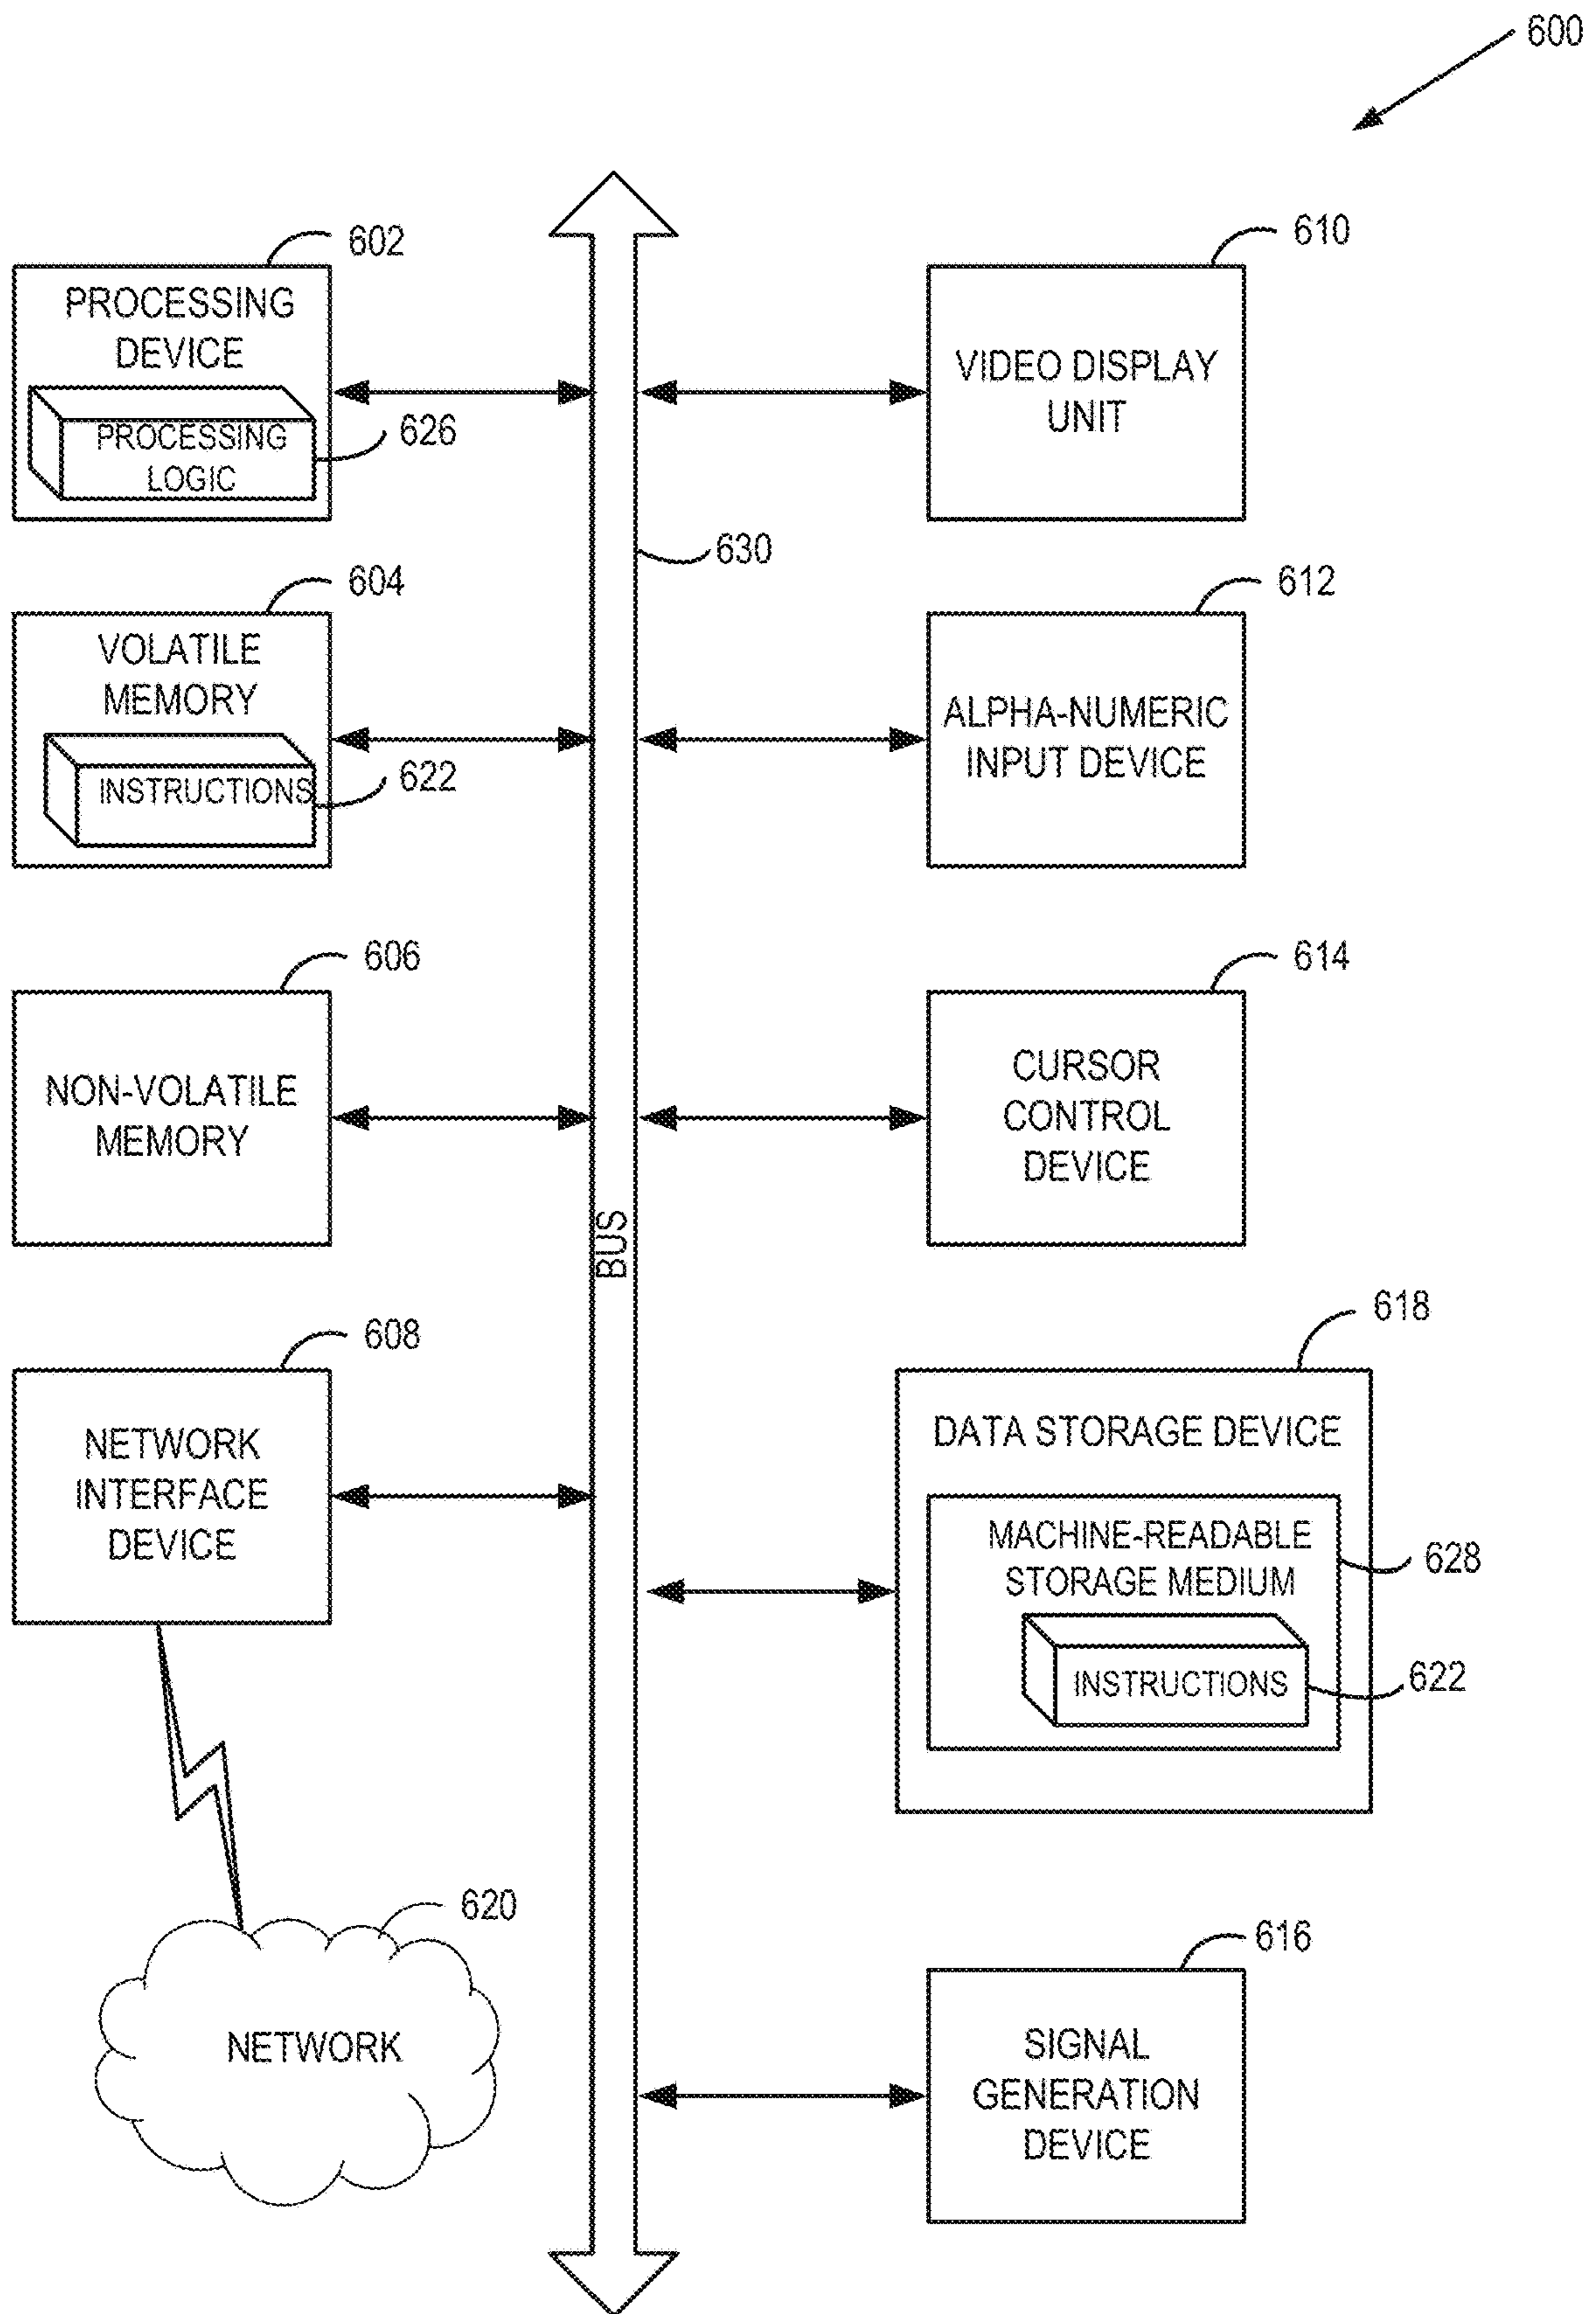 600
602
PROCESSING
DEVICE
PROCESSING
LOGIC
626
610
VIDEO DISPLAY
UNIT
630
604
VOLATILE
MEMORY
INSTRUCTIONS
622
612
ALPHA-NUMERIC
INPUT DEVICE
606
NON-VOLATILE
MEMORY
614
CURSOR
CONTROL
DEVICE
BUS
608
NETWORK
INTERFACE
DEVICE
618
DATA STORAGE DEVICE
MACHINE-READABLE
STORAGE MEDIUM
628
INSTRUCTIONS
622
620
NETWORK
616
SIGNAL
GENERATION
DEVICE